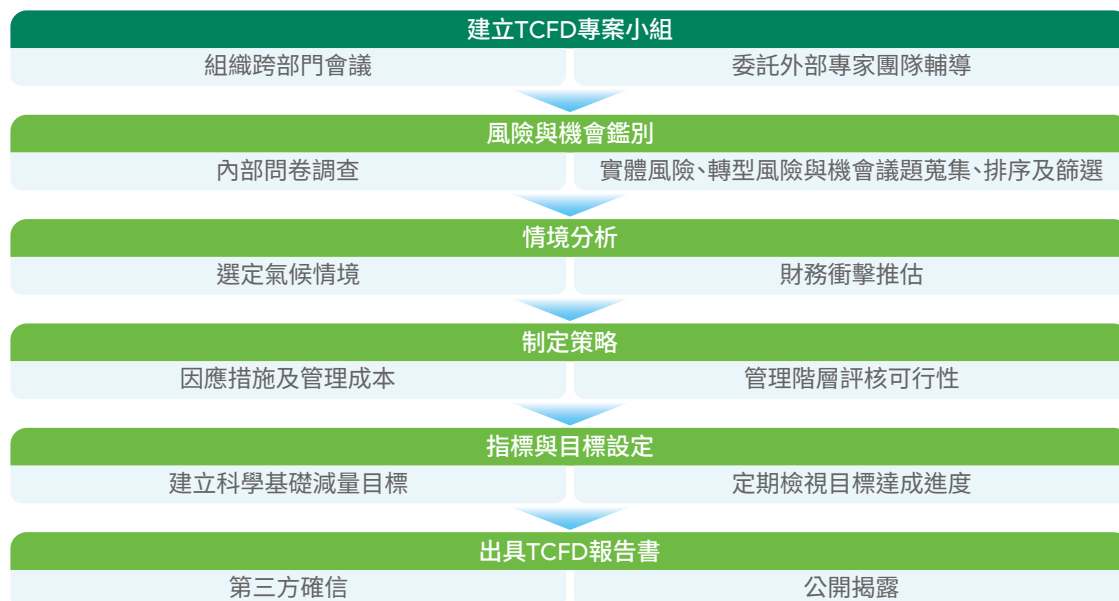 建立TCFD專案小組
組織跨部門會議
委託外部專家團隊輔導
風險與機會鑑別
內部問卷調查
實體風險、轉型風險與機會議題蒐集、排序及篩選
情境分析
選定氣候情境
財務衝擊推估
制定策略
因應措施及管理成本
管理階層評核可行性
指標與目標設定
建立科學基礎減量目標
定期檢視目標達成進度
出具TCFD報告書
第三方確信
公開揭露